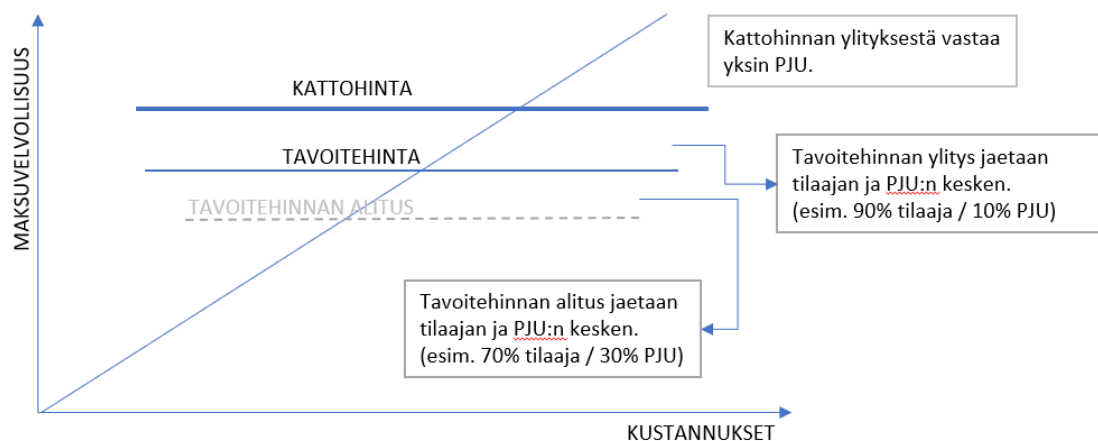 MAKSUVELVOLLISUUS
Kattohinnan ylityksestä vastaa
yksin PJU.
KATTOHINTA
TAVOITEHINTA
Tavoitehinnan ylitys jaetaan
tilaajan ja PJU:n kesken.
(esim. 90% tilaaja / 10% PJU)
TAVOITEHINNAN ALITUS
Tavoitehinnan alitus jaetaan
tilaajan ja PJU:n kesken.
(esim. 70% tilaaja / 30% PJU)
KUSTANNUKSET